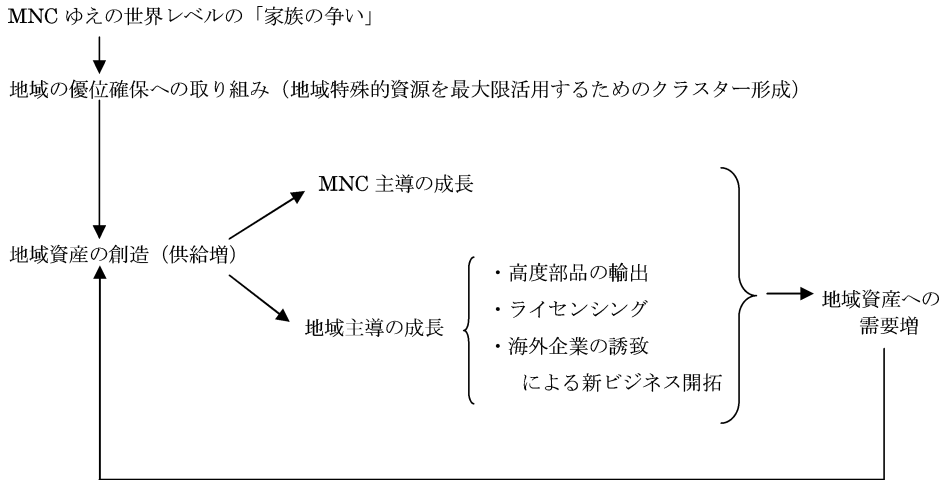 MNC ゆえの世界レベルの「家族の争い」
地域の優位確保への取り組み（地域特殊的資源を最大限活用するためのクラスター形成）
MNC 主導の成長
地域資産の創造（供給増）
地域主導の成長
・高度部品の輸出
・ライセンシング
・海外企業の誘致
による新ビジネス開拓
地域資産への
需要増